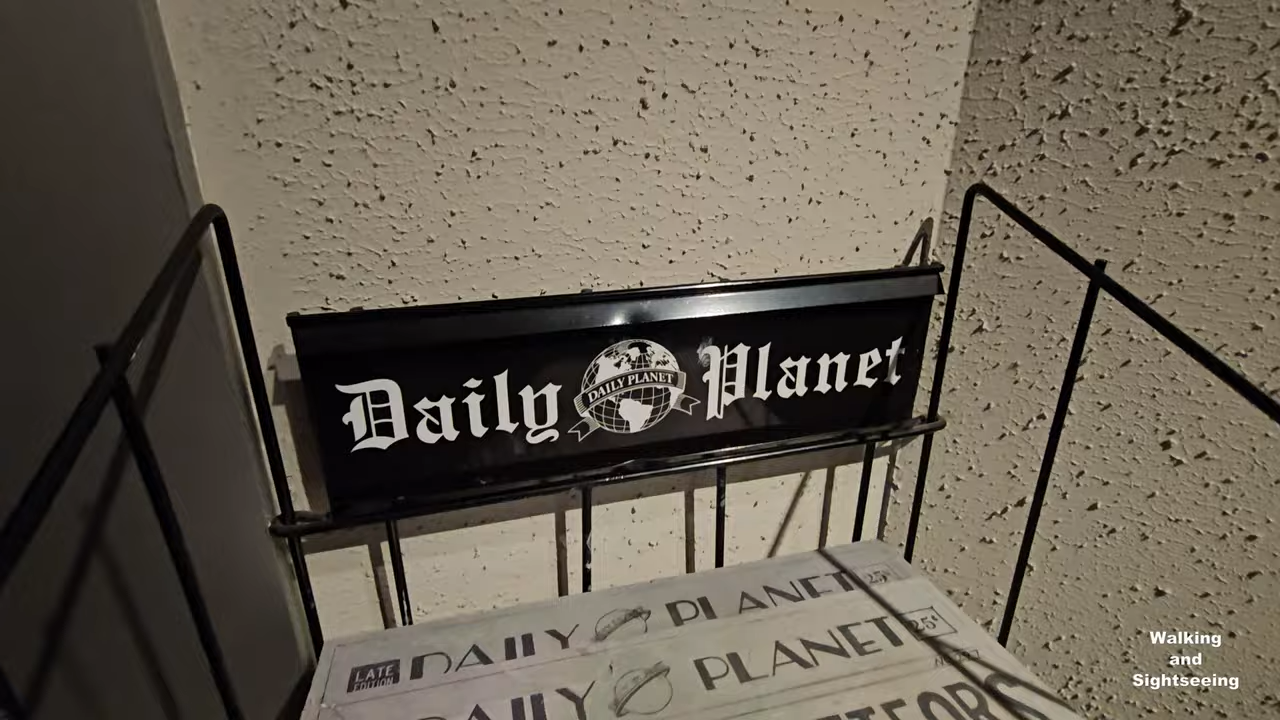 Daily DAILY PLANET Planet
LATE EDITION DAILY PLANET 25¢
DAILY PLANET 25¢
Walking
and
Sightseeing